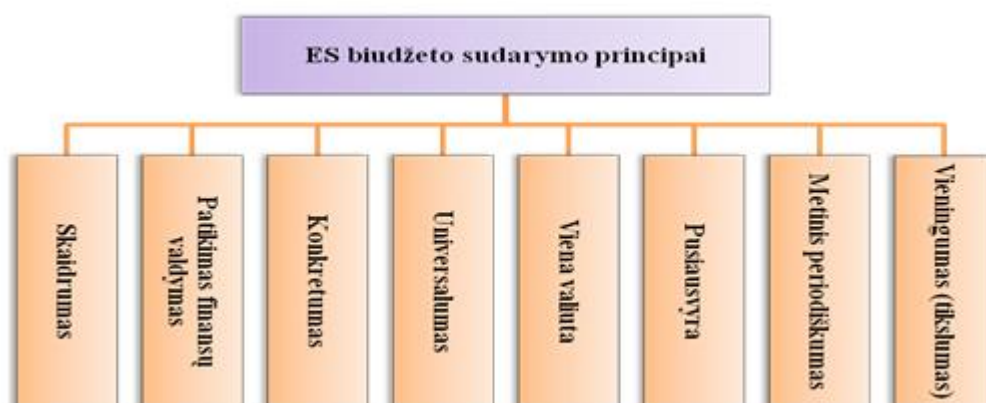 ES biudžeto sudarymo principai
Skaidrumas
Patikimas finansų
valdymas
Konkretumas
Universalumas
Viena valiuta
Pusiausvyra
Metinis periodiškumas
Vieningumas (tikslumas)